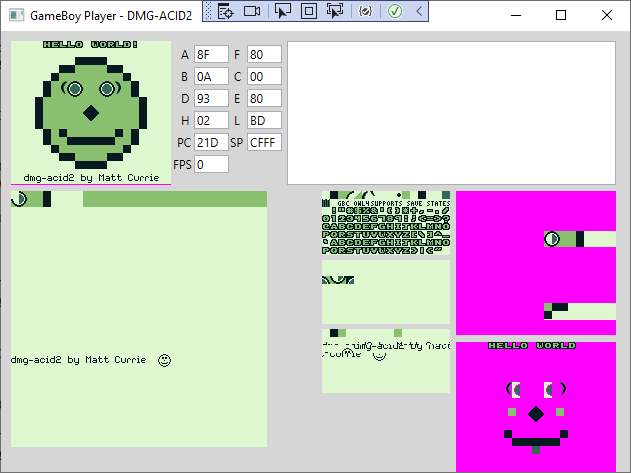 GameBoy Player - DMG-ACID2
HELLO WORLD!
dmg-acid2 by Matt Currie
A 8F F 80
B 0A C 00
D 93 E 80
H 02 L BD
PC 21D SP CFFF
FPS 0
dmg-acid2 by Matt Currie
GBC ONLY SUPPORTS SAVE STATES
!"#$%&'()*+,-./
0123456789:;<=>?
@ABCDEFGHIJKLMNO
PQRSTUVWXYZ[\]^_
`ABCDEFGHIJKLMNO
PQRSTUVWXYZ{|}~
HELLO WORLD